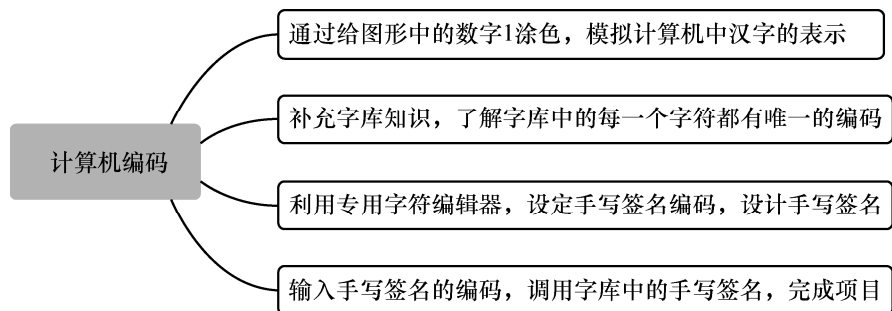 通过给图形中的数字1涂色，模拟计算机中汉字的表示
补充字库知识，了解字库中的每一个字符都有唯一的编码
计算机编码
利用专用字符编辑器，设定手写签名编码，设计手写签名
输入手写签名的编码，调用字库中的手写签名，完成项目